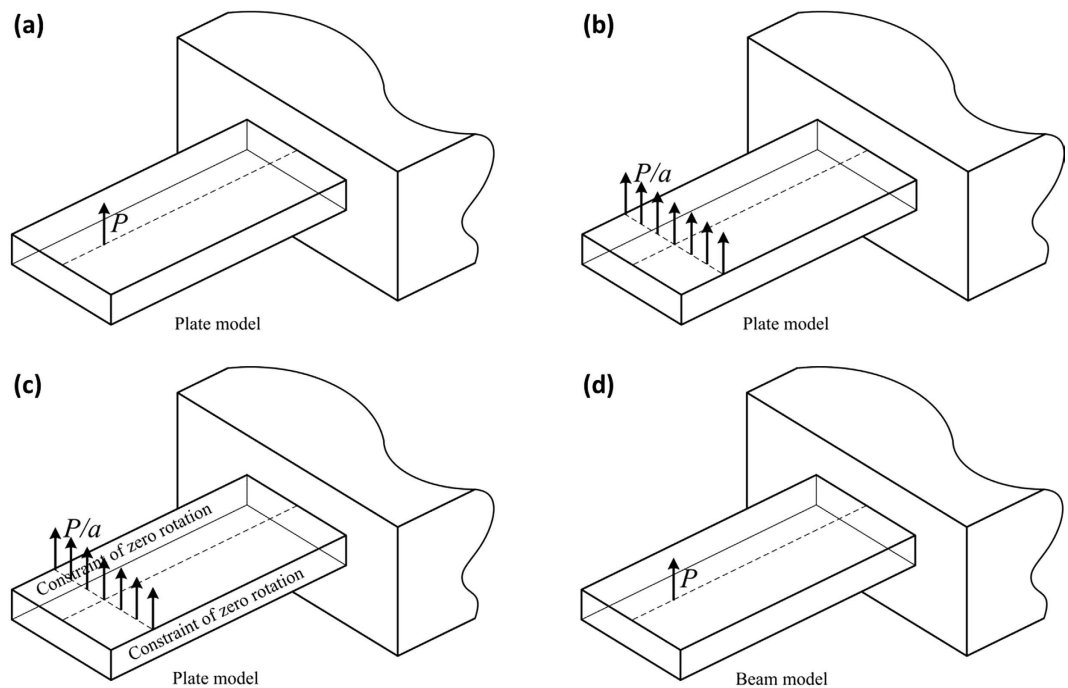 (a)
P
Plate model
(b)
P/a
Plate model
(c)
P/a
Constraint of zero rotation
Constraint of zero rotation
Plate model
(d)
P
Beam model